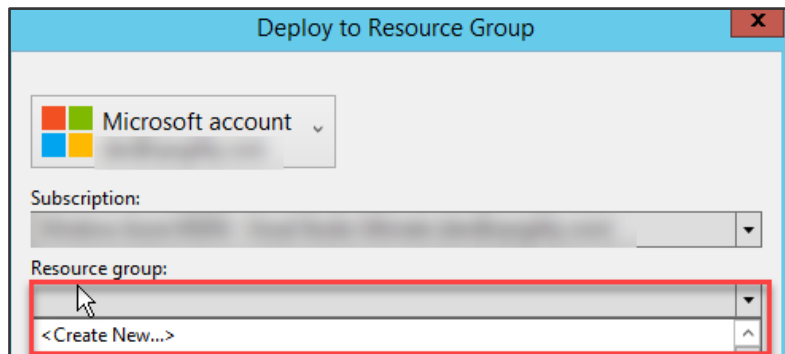 Deploy to Resource Group
X
Microsoft account
Subscription:
Resource group:
<Create New...>